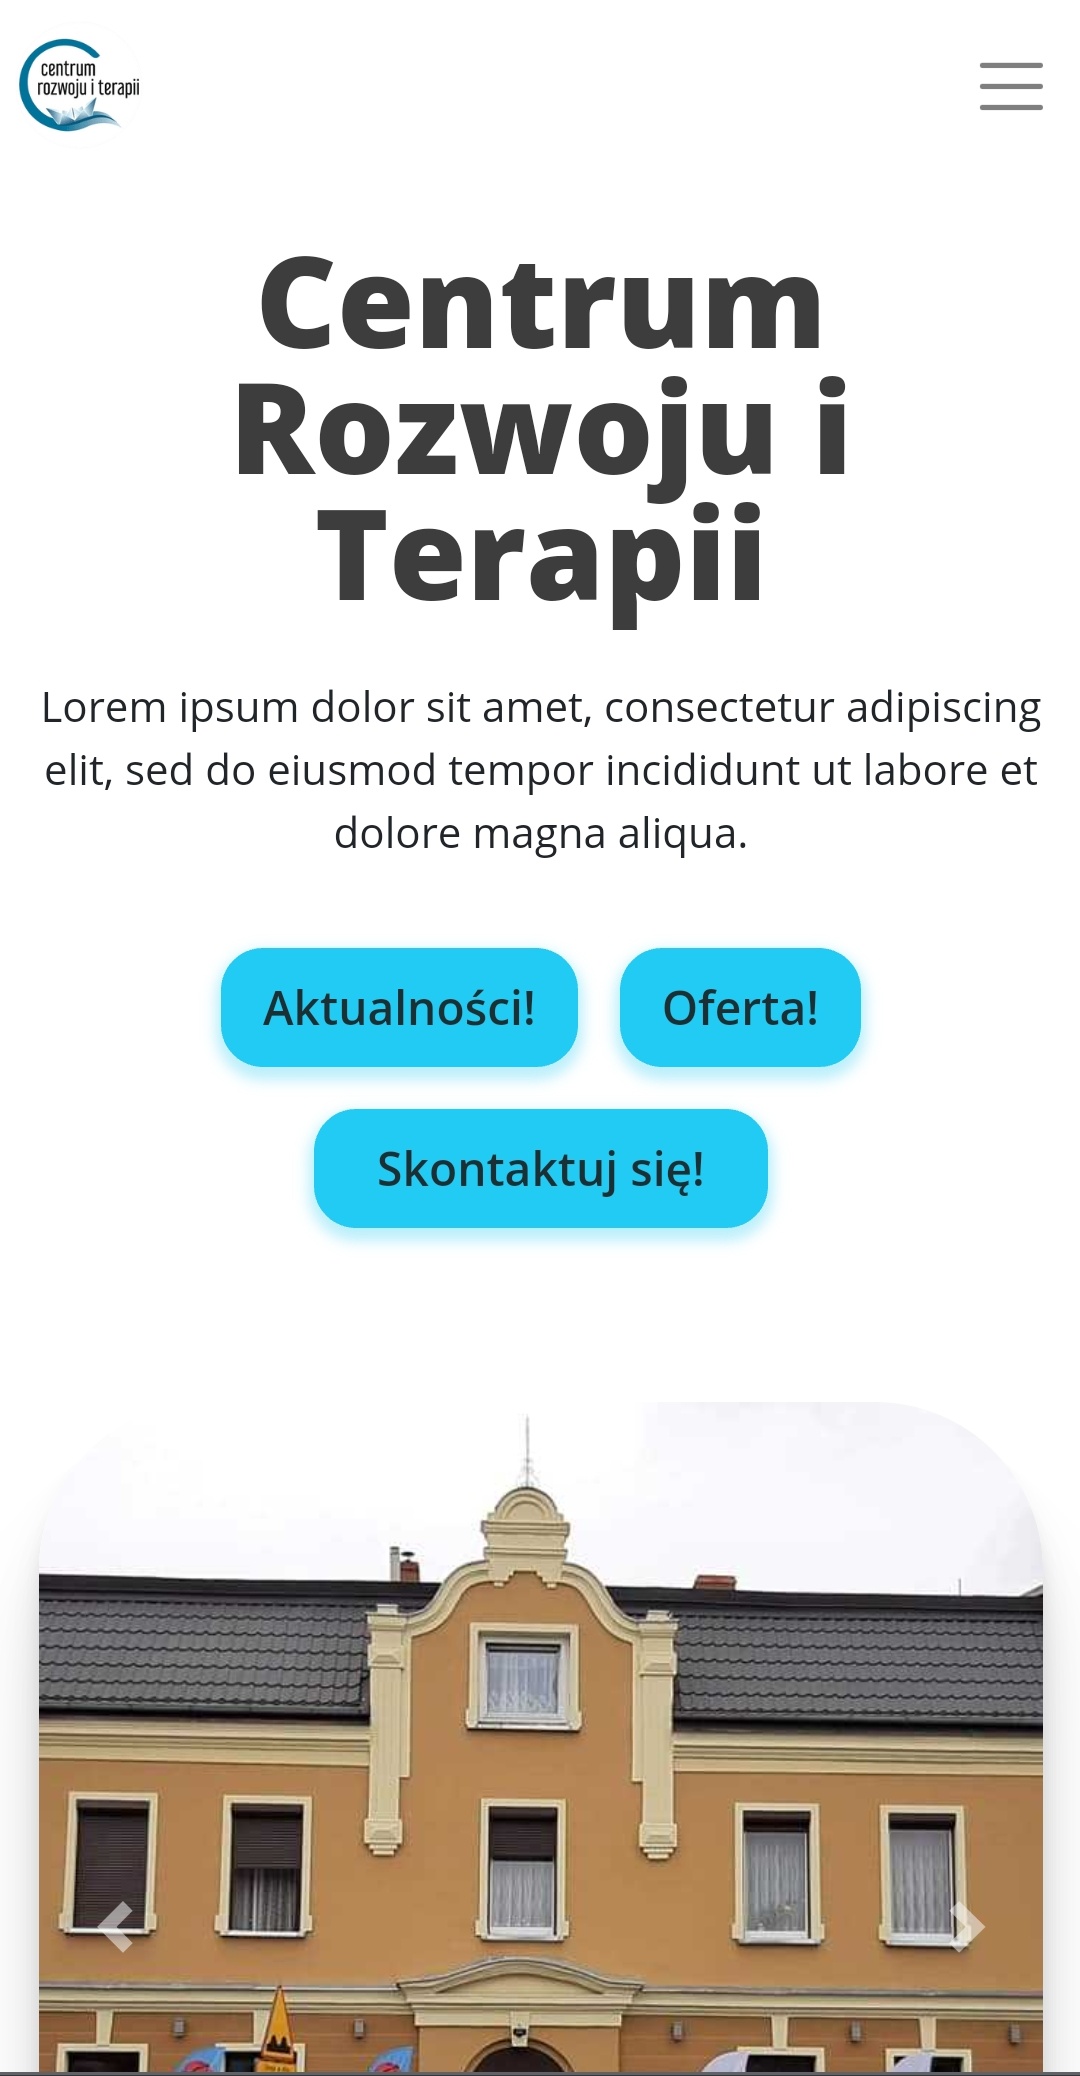 centrum
rozwoju i terapii
Centrum
Rozwoju i
Terapii
Lorem ipsum dolor sit amet, consectetur adipiscing
elit, sed do eiusmod tempor incididunt ut labore et
dolore magna aliqua.
Aktualności!
Oferta!
Skontaktuj się!